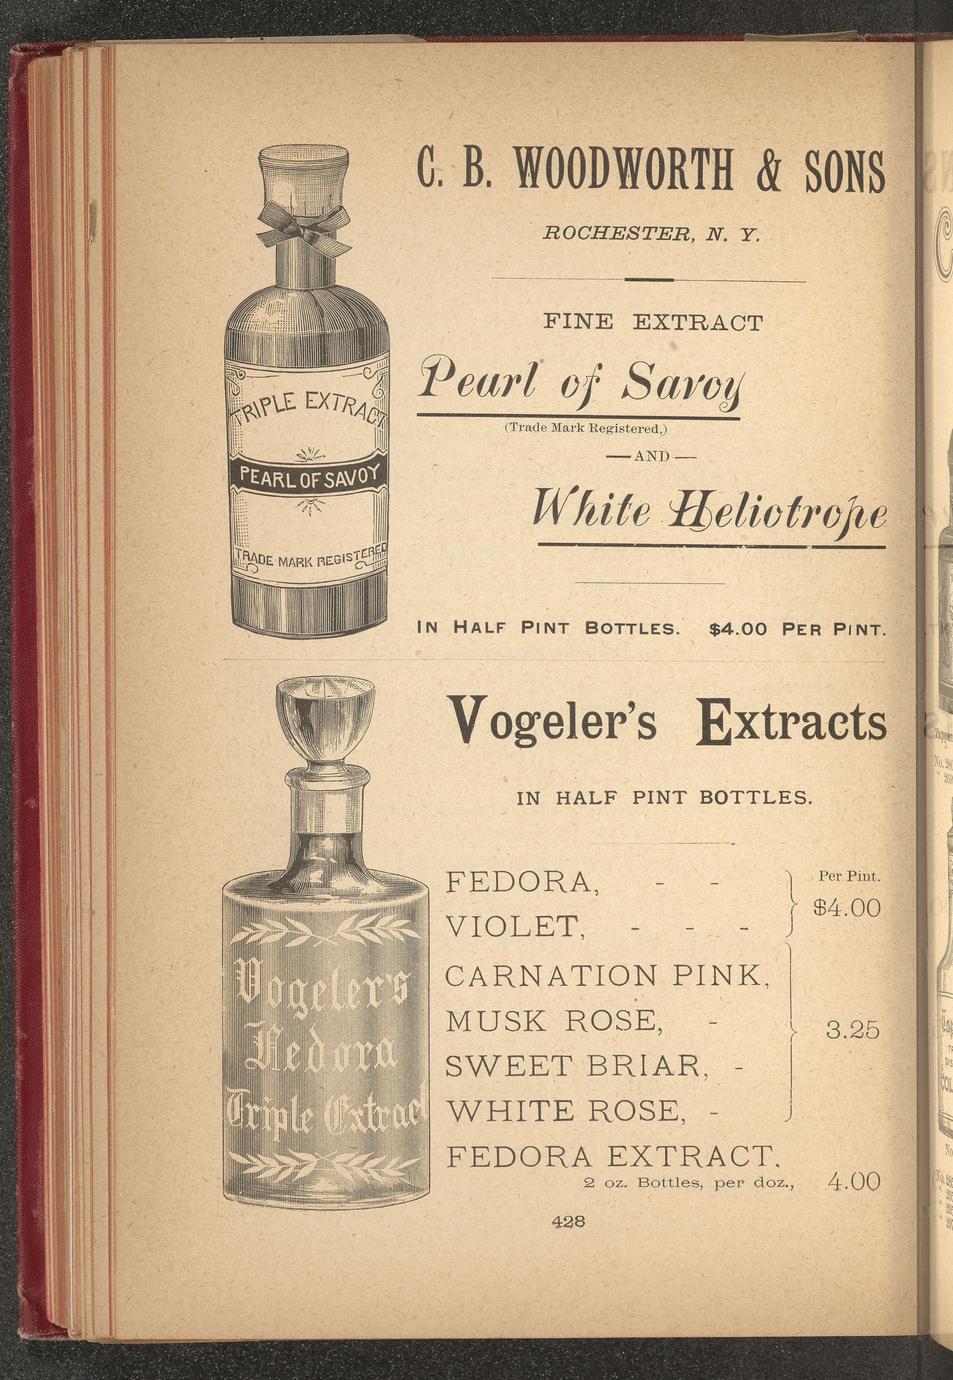 C. B. WOODWORTH & SONS
ROCHESTER, N. Y.
FINE EXTRACT
Pearl of Savoy
(Trade Mark Registered,)
— AND —
White Heliotrope
IN HALF PINT BOTTLES. $4.00 PER PINT.
TRIPLE EXTRACT
PEARL OF SAVOY
TRADE MARK REGISTERED
Vogeler's Extracts
IN HALF PINT BOTTLES.
Per Pint.
FEDORA, - -
$4.00
VIOLET, - - -
CARNATION PINK,
MUSK ROSE, -
3.25
SWEET BRIAR, -
WHITE ROSE, -
FEDORA EXTRACT.
2 oz. Bottles, per doz., 4.00
Vogeler's
Fedora
Triple Extract
428